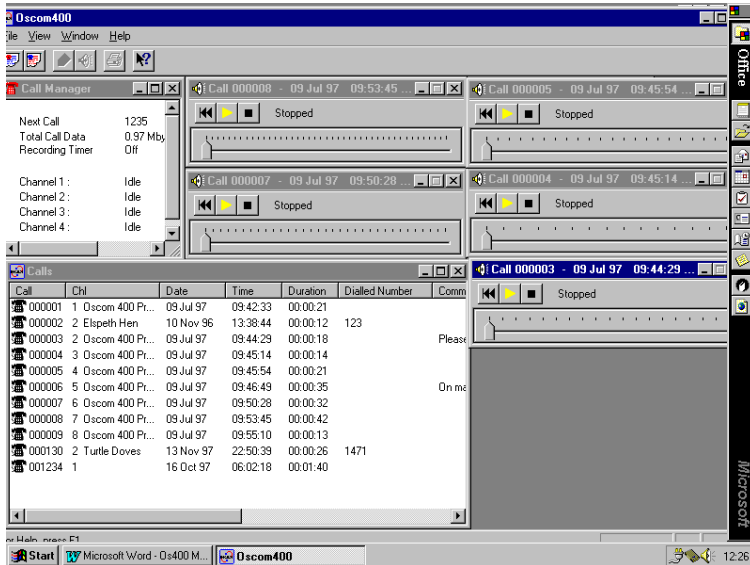 Oscom400
File View Window Help
Call Manager
Next Call 1235
Total Call Data 0.97 Mby
Recording Timer Off
Channel 1 : Idle
Channel 2 : Idle
Channel 3 : Idle
Channel 4 : Idle
Call 000008 - 09 Jul 97 09:53:45 ...
Stopped
Call 000005 - 09 Jul 97 09:45:54 ...
Stopped
Call 000007 - 09 Jul 97 09:50:28 ...
Stopped
Call 000004 - 09 Jul 97 09:45:14 ...
Stopped
Call 000003 - 09 Jul 97 09:44:29 ...
Stopped
Calls
Call Chl Date Time Duration Dialled Number Comm
000001 1 Oscom 400 Pr... 09 Jul 97 09:42:33 00:00:21
000002 2 Elspeth Hen 10 Nov 96 13:38:44 00:00:12 123
000003 2 Oscom 400 Pr... 09 Jul 97 09:44:29 00:00:18 Please
000004 3 Oscom 400 Pr... 09 Jul 97 09:45:14 00:00:14
000005 4 Oscom 400 Pr... 09 Jul 97 09:45:54 00:00:21
000006 5 Oscom 400 Pr... 09 Jul 97 09:46:49 00:00:35 On ma
000007 6 Oscom 400 Pr... 09 Jul 97 09:50:28 00:00:32
000008 7 Oscom 400 Pr... 09 Jul 97 09:53:45 00:00:42
000009 8 Oscom 400 Pr... 09 Jul 97 09:55:10 00:00:13
000130 2 Turtle Doves 13 Nov 97 22:50:39 00:00:26 1471
001234 1 16 Oct 97 06:02:18 00:01:40
or Help, press F1
Start Microsoft Word - Os400 M... Oscom400 12:26
Office
Microsoft